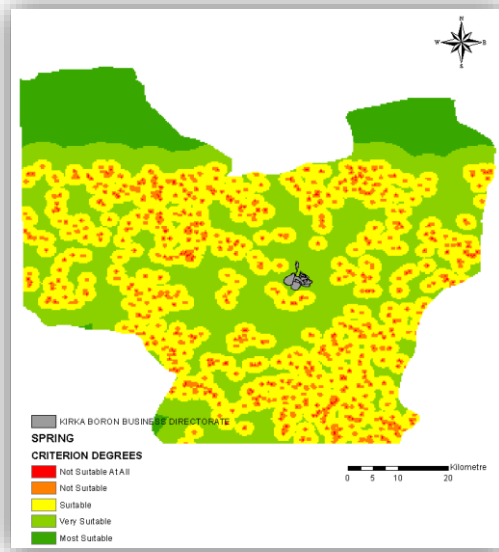 N
W E
S
KIRKA BORON BUSINESS DIRECTORATE
SPRING
CRITERION DEGREES
Not Suitable At All
Not Suitable
Suitable
Very Suitable
Most Suitable
Kilometre
0 5 10 20